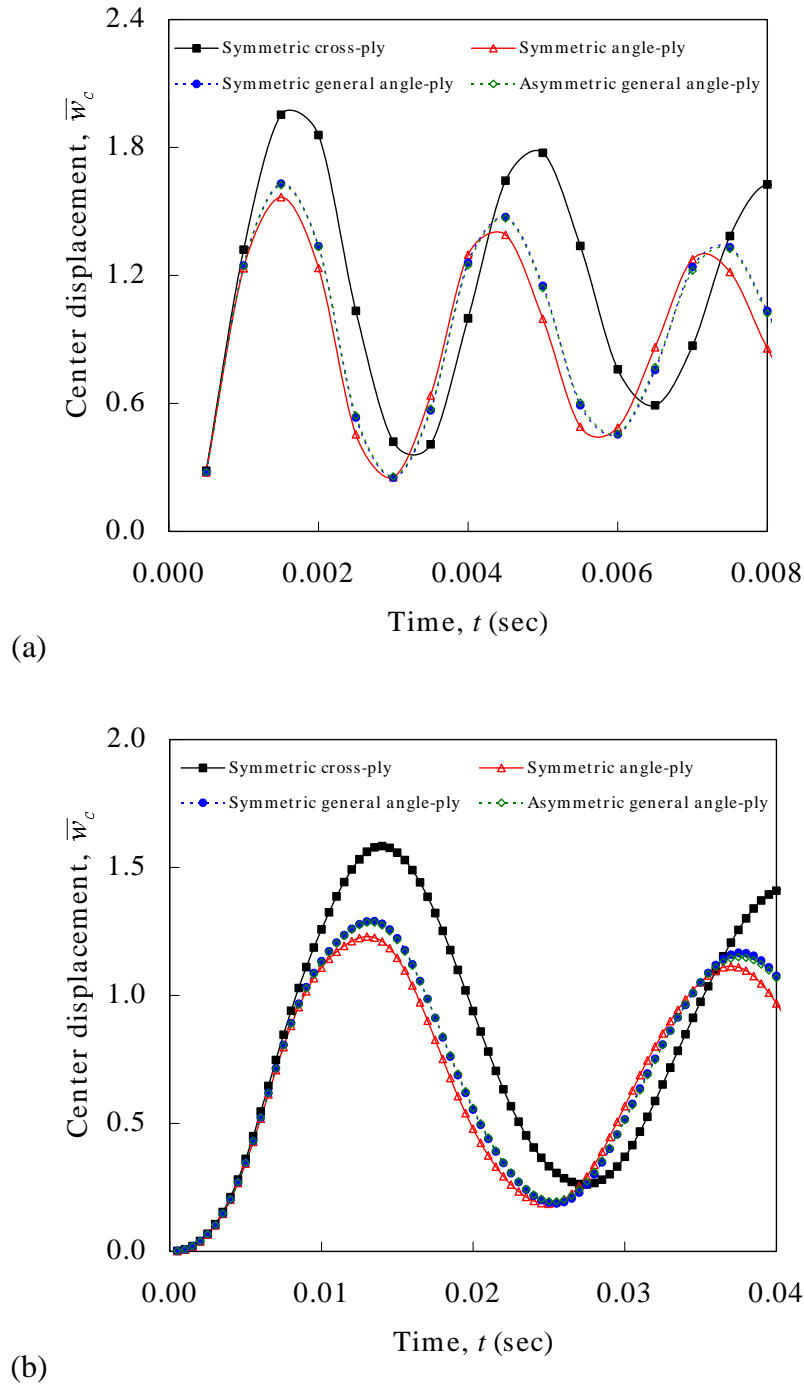 2.4
Symmetric cross-ply
Symmetric angle-ply
Symmetric general angle-ply
Asymmetric general angle-ply
1.8
1.2
0.6
0.0
Center displacement, w̅c
0.000
0.002
0.004
0.006
0.008
Time, t (sec)
(a)
2.0
Symmetric cross-ply
Symmetric angle-ply
Symmetric general angle-ply
Asymmetric general angle-ply
1.5
1.0
0.5
0.0
Center displacement, w̅c
0.00
0.01
0.02
0.03
0.04
Time, t (sec)
(b)